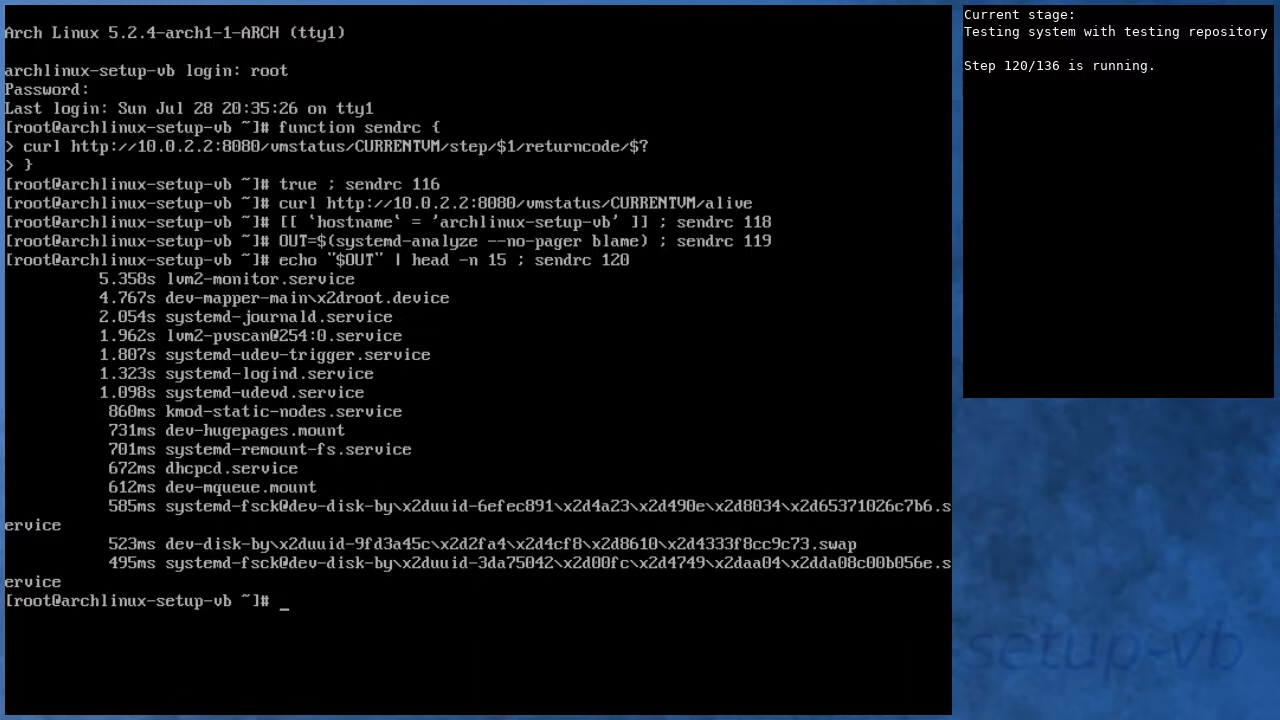 Arch Linux 5.2.4-arch1-1-ARCH (tty1)
archlinux-setup-vb login: root
Password:
Last login: Sun Jul 28 20:35:26 on tty1
[root@archlinux-setup-vb ~]# function sendrc {
> curl http://10.0.2.2:8080/vmstatus/CURRENTVM/step/$1/returncode/$?
> }
[root@archlinux-setup-vb ~]# true ; sendrc 116
[root@archlinux-setup-vb ~]# curl http://10.0.2.2:8080/vmstatus/CURRENTVM/alive
[root@archlinux-setup-vb ~]# [[ `hostname` = 'archlinux-setup-vb' ]] ; sendrc 118
[root@archlinux-setup-vb ~]# OUT=$(systemd-analyze --no-pager blame) ; sendrc 119
[root@archlinux-setup-vb ~]# echo "$OUT" | head -n 15 ; sendrc 120
5.358s lvm2-monitor.service
4.767s dev-mapper-main\x2droot.device
2.054s systemd-journald.service
1.962s lvm2-pvscan@254:0.service
1.807s systemd-udev-trigger.service
1.323s systemd-logind.service
1.098s systemd-udevd.service
860ms kmod-static-nodes.service
731ms dev-hugepages.mount
701ms systemd-remount-fs.service
672ms dhcpcd.service
612ms dev-mqueue.mount
585ms systemd-fsck@dev-disk-by\x2duuid-6efec891\x2d4a23\x2d490e\x2d8034\x2d65371026c7b6.s
ervice
523ms dev-disk-by\x2duuid-9fd3a45c\x2d2fa4\x2d4cf8\x2d8610\x2d4333f8cc9c73.swap
495ms systemd-fsck@dev-disk-by\x2duuid-3da75042\x2d00fc\x2d4749\x2daa04\x2dda08c00b056e.s
ervice
[root@archlinux-setup-vb ~]# _
Current stage:
Testing system with testing repository
Step 120/136 is running.
setup-vb